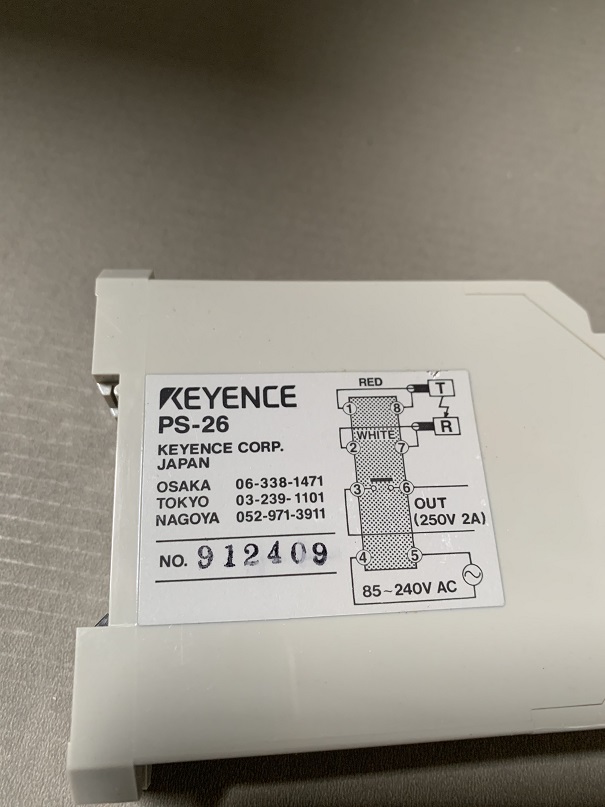 KEYENCE
PS-26
KEYENCE CORP.
JAPAN
OSAKA 06-338-1471
TOKYO 03-239-1101
NAGOYA 052-971-3911
NO. 912409
RED
T
1 8
R
WHITE
2 7
3 6
OUT
(250V 2A)
4 5
85~240V AC